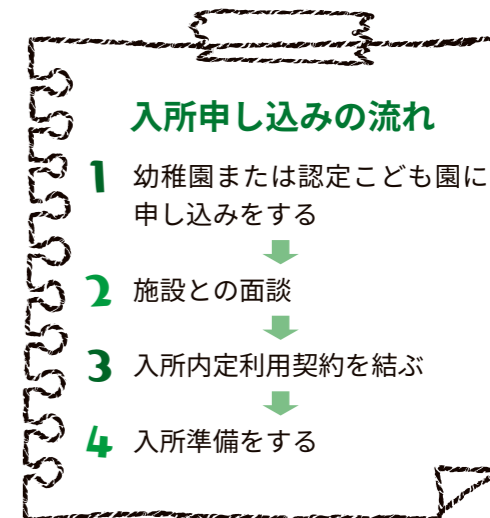 入所申し込みの流れ
1 幼稚園または認定こども園に
申し込みをする
2 施設との面談
3 入所内定利用契約を結ぶ
4 入所準備をする